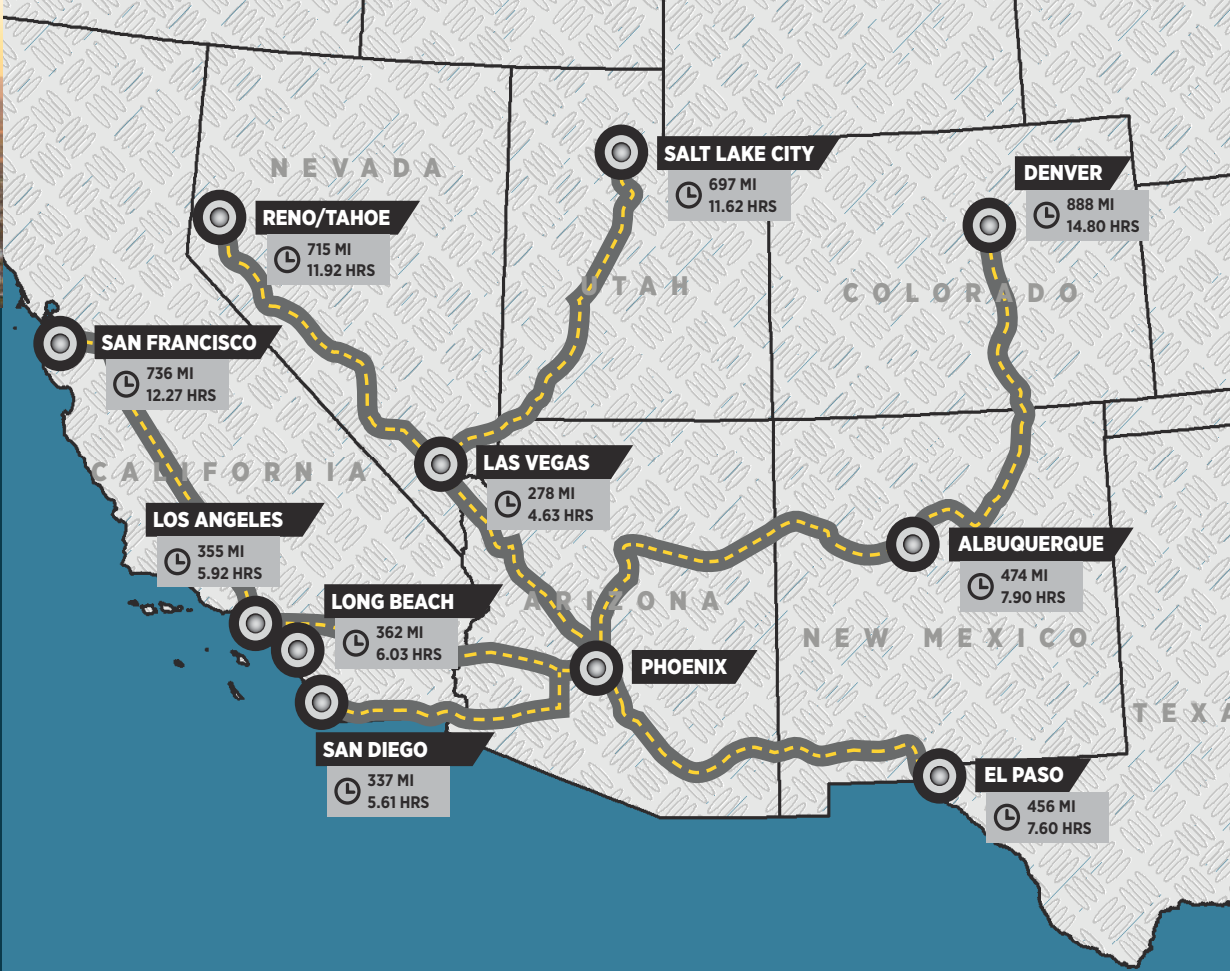 NEVADA
SALT LAKE CITY
697 MI
11.62 HRS
DENVER
888 MI
14.80 HRS
RENO/TAHOE
715 MI
11.92 HRS
UTAH
COLORADO
SAN FRANCISCO
736 MI
12.27 HRS
CALIFORNIA
LAS VEGAS
278 MI
4.63 HRS
LOS ANGELES
355 MI
5.92 HRS
ALBUQUERQUE
474 MI
7.90 HRS
LONG BEACH
362 MI
6.03 HRS
ARIZONA
NEW MEXICO
PHOENIX
TEXA
SAN DIEGO
337 MI
5.61 HRS
EL PASO
456 MI
7.60 HRS